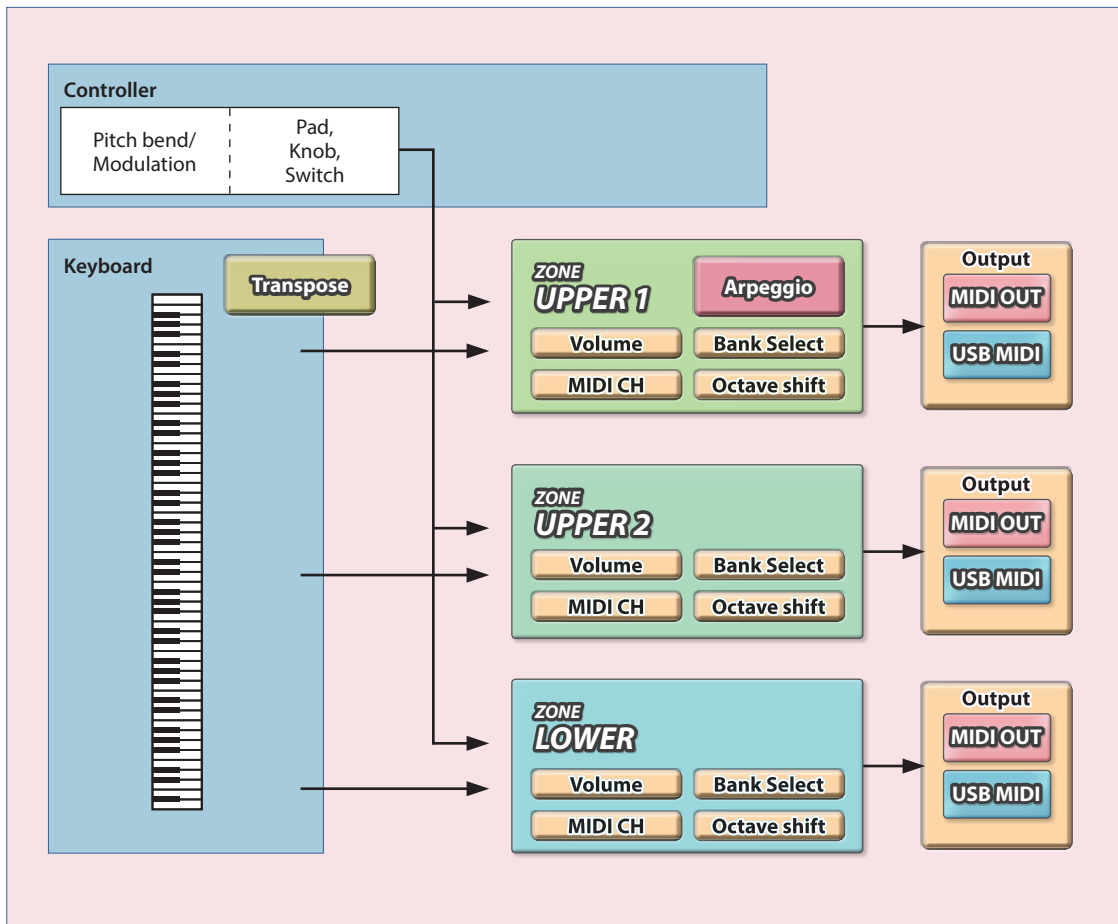 Controller
Pitch bend/
Modulation
Pad,
Knob,
Switch
Keyboard
Transpose
ZONE
UPPER 1
Arpeggio
Volume
Bank Select
MIDI CH
Octave shift
Output
MIDI OUT
USB MIDI
ZONE
UPPER 2
Volume
Bank Select
MIDI CH
Octave shift
Output
MIDI OUT
USB MIDI
ZONE
LOWER
Volume
Bank Select
MIDI CH
Octave shift
Output
MIDI OUT
USB MIDI